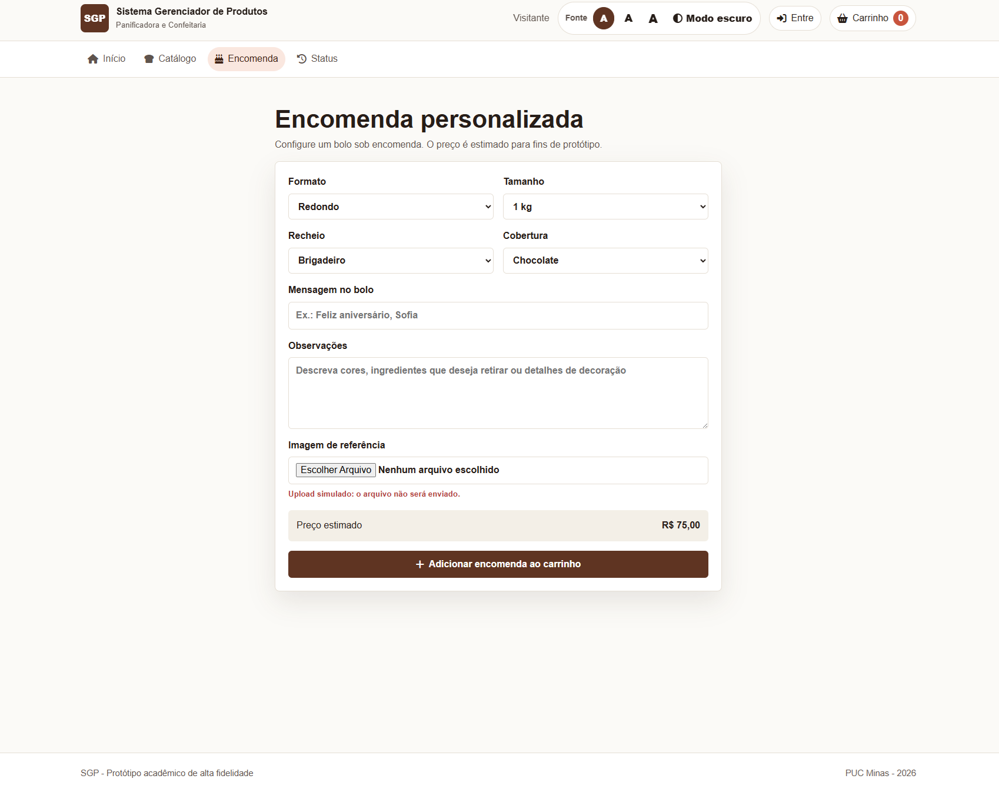 SGP
Sistema Gerenciador de Produtos
Panificadora e Confeitaria
Visitante
Fonte A A A Modo escuro
Entre
Carrinho 0
Início
Catálogo
Encomenda
Status
Encomenda personalizada
Configure um bolo sob encomenda. O preço é estimado para fins de protótipo.
Formato
Tamanho
Redondo
1 kg
Recheio
Cobertura
Brigadeiro
Chocolate
Mensagem no bolo
Ex.: Feliz aniversário, Sofia
Observações
Descreva cores, ingredientes que deseja retirar ou detalhes de decoração
Imagem de referência
Escolher Arquivo Nenhum arquivo escolhido
Upload simulado: o arquivo não será enviado.
Preço estimado
R$ 75,00
+ Adicionar encomenda ao carrinho
SGP - Protótipo acadêmico de alta fidelidade
PUC Minas - 2026